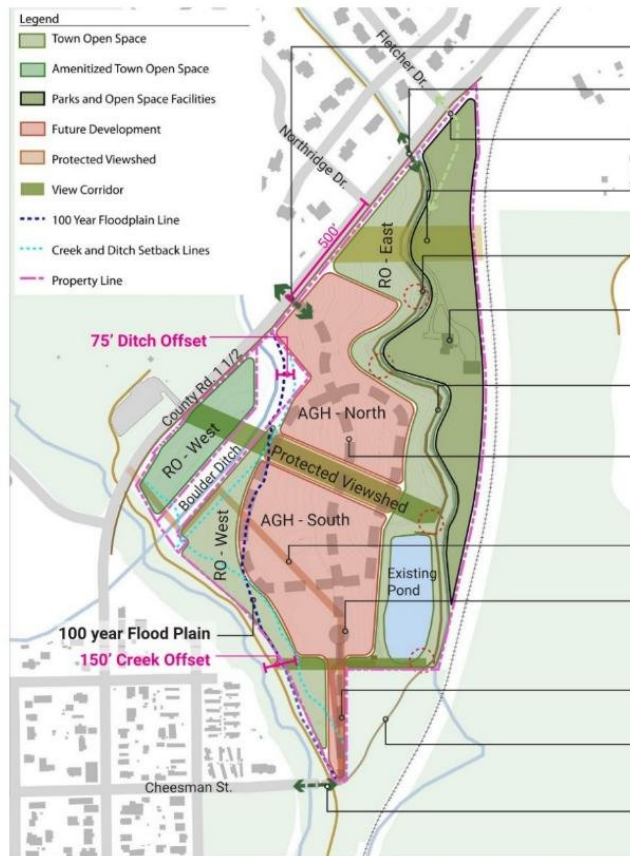 Legend
Town Open Space
Amenitized Town Open Space
Parks and Open Space Facilities
Future Development
Protected Viewshed
View Corridor
100 Year Floodplain Line
Creek and Ditch Setback Lines
Property Line
Fletcher Dr.
Northridge Dr.
500'
RO - East
75' Ditch Offset
County Rd. 1 1/2
AGH - North
RO - West
Boulder Ditch
Protected Viewshed
AGH - South
RO - West
Existing
Pond
100 year Flood Plain
150' Creek Offset
Cheesman St.